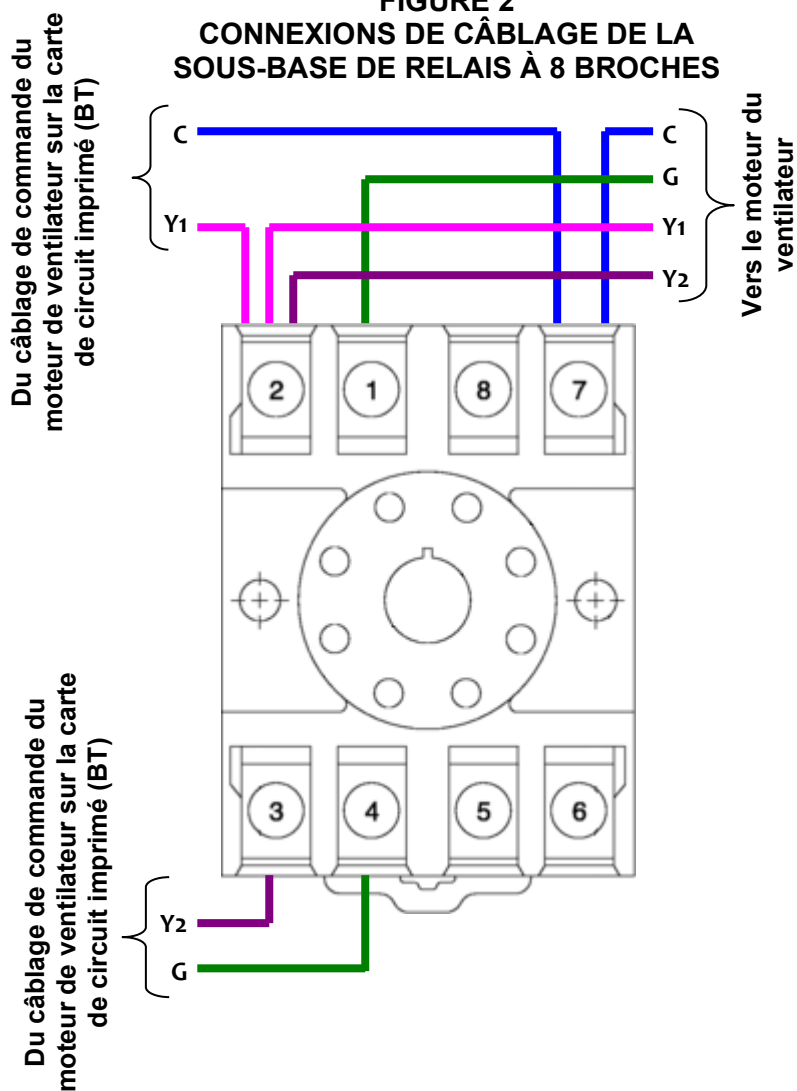 FIGURE 2
CONNEXIONS DE CÂBLAGE DE LA
SOUS-BASE DE RELAIS À 8 BROCHES
Du câblage de commande du
moteur de ventilateur sur la carte
de circuit imprimé (BT)
C
Y1
C
G
Y1
Y2
Vers le moteur du
ventilateur
2
1
8
7
3
4
5
6
Du câblage de commande du
moteur de ventilateur sur la carte
de circuit imprimé (BT)
Y2
G